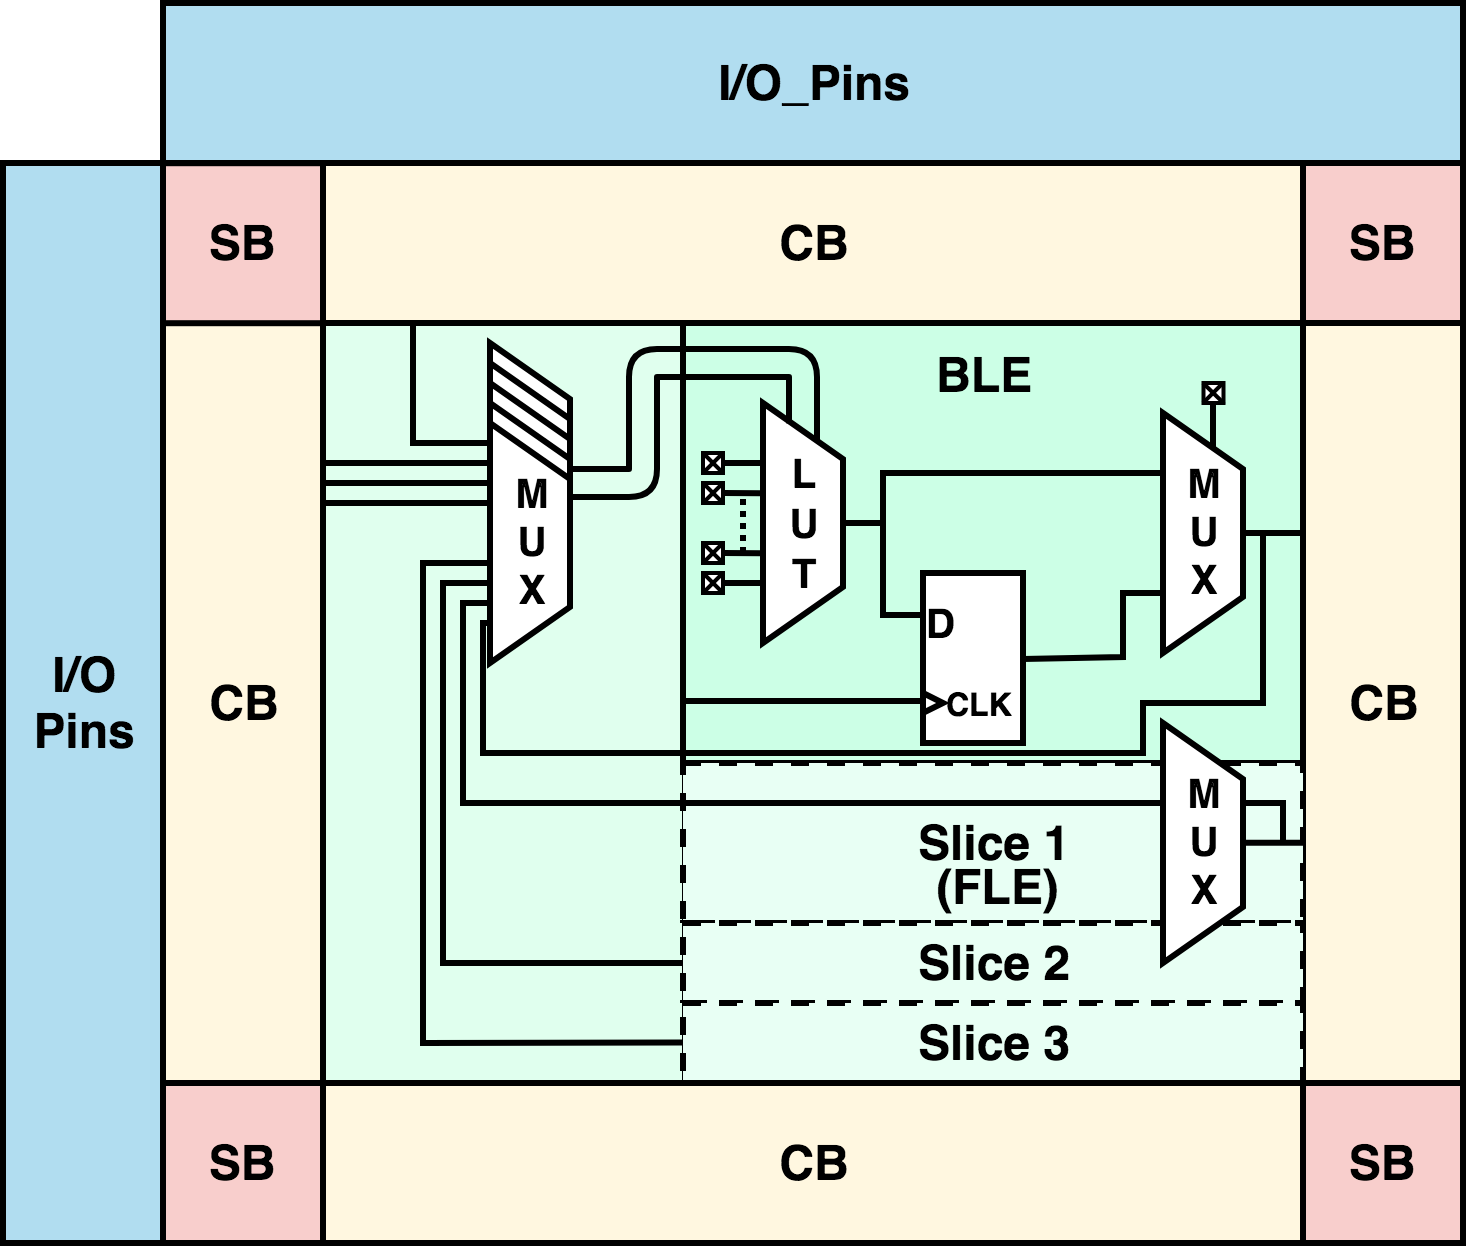 I/O_Pins
SB
CB
SB
I/O
Pins
CB
MUX
BLE
LUT
MUX
D
CLK
CB
MUX
Slice 1
(FLE)
Slice 2
Slice 3
SB
CB
SB